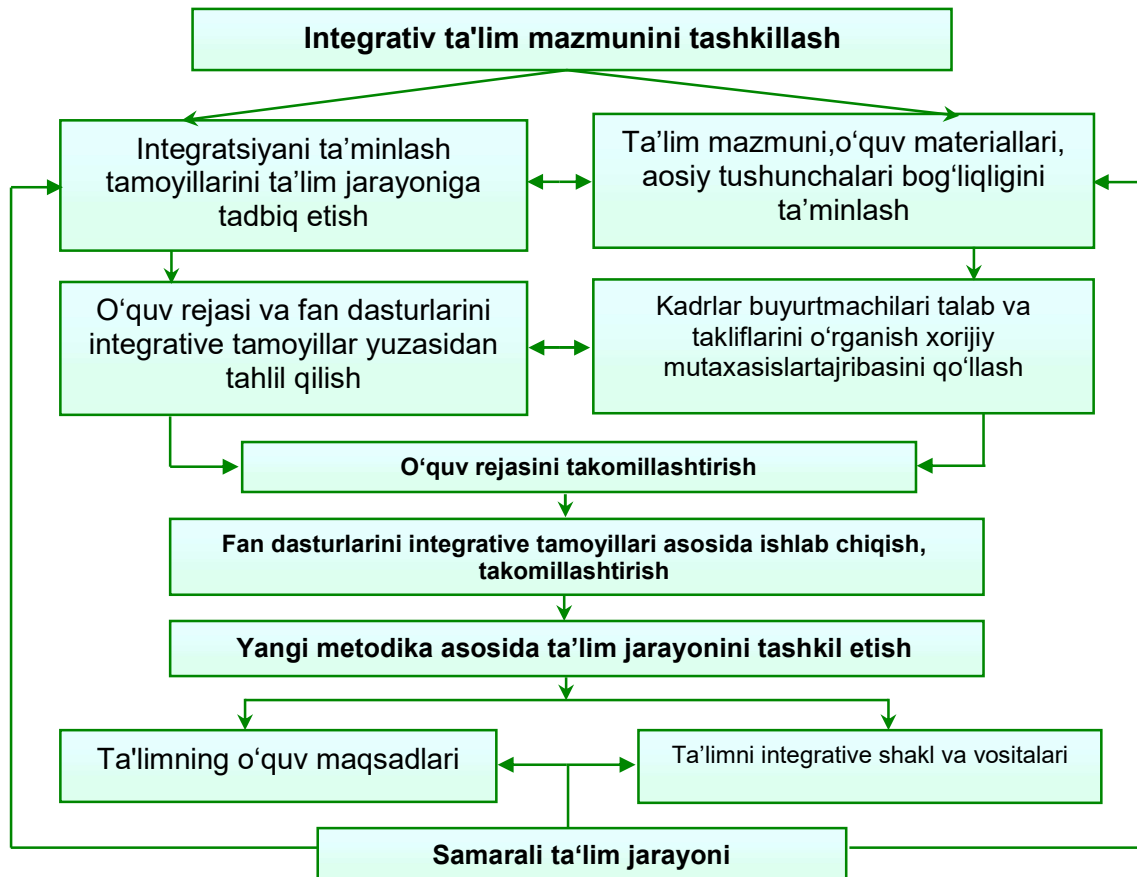 Integrativ ta'lim mazmunini tashkillash
Integratsiyani ta’minlash
tamoyillarini ta’lim jarayoniga
tadbiq etish
Ta’lim mazmuni,o‘quv materiallari,
aosiy tushunchalari bog‘liqligini
ta’minlash
O‘quv rejasi va fan dasturlarini
integrative tamoyillar yuzasidan
tahlil qilish
Kadrlar buyurtmachilari talab va
takliflarini o‘rganish xorijiy
mutaxasislartajribasini qo‘llash
O‘quv rejasini takomillashtirish
Fan dasturlarini integrative tamoyillari asosida ishlab chiqish,
takomillashtirish
Yangi metodika asosida ta’lim jarayonini tashkil etish
Ta'limning o‘quv maqsadlari
Ta’limni integrative shakl va vositalari
Samarali ta‘lim jarayoni